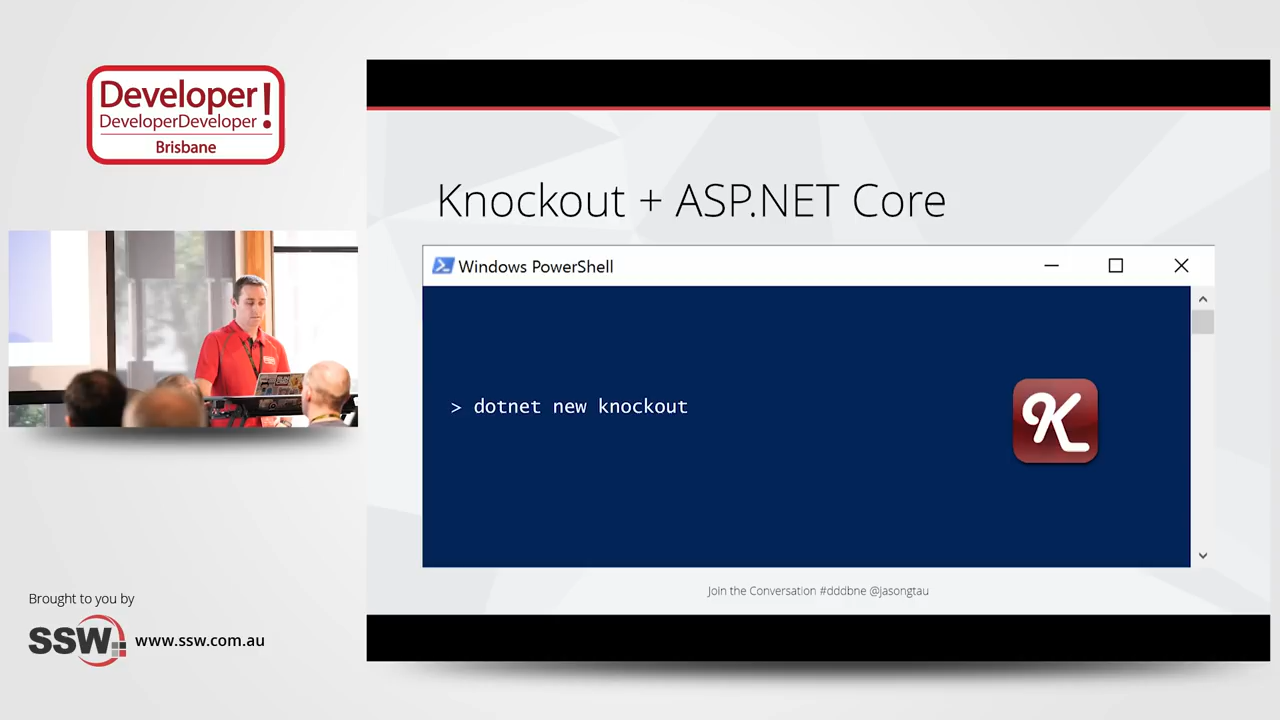 Developer!
DeveloperDeveloper
Brisbane
Knockout + ASP.NET Core
Windows PowerShell
> dotnet new knockout
K
Join the Conversation #dddbne @jasongtau
Brought to you by
SSW www.ssw.com.au